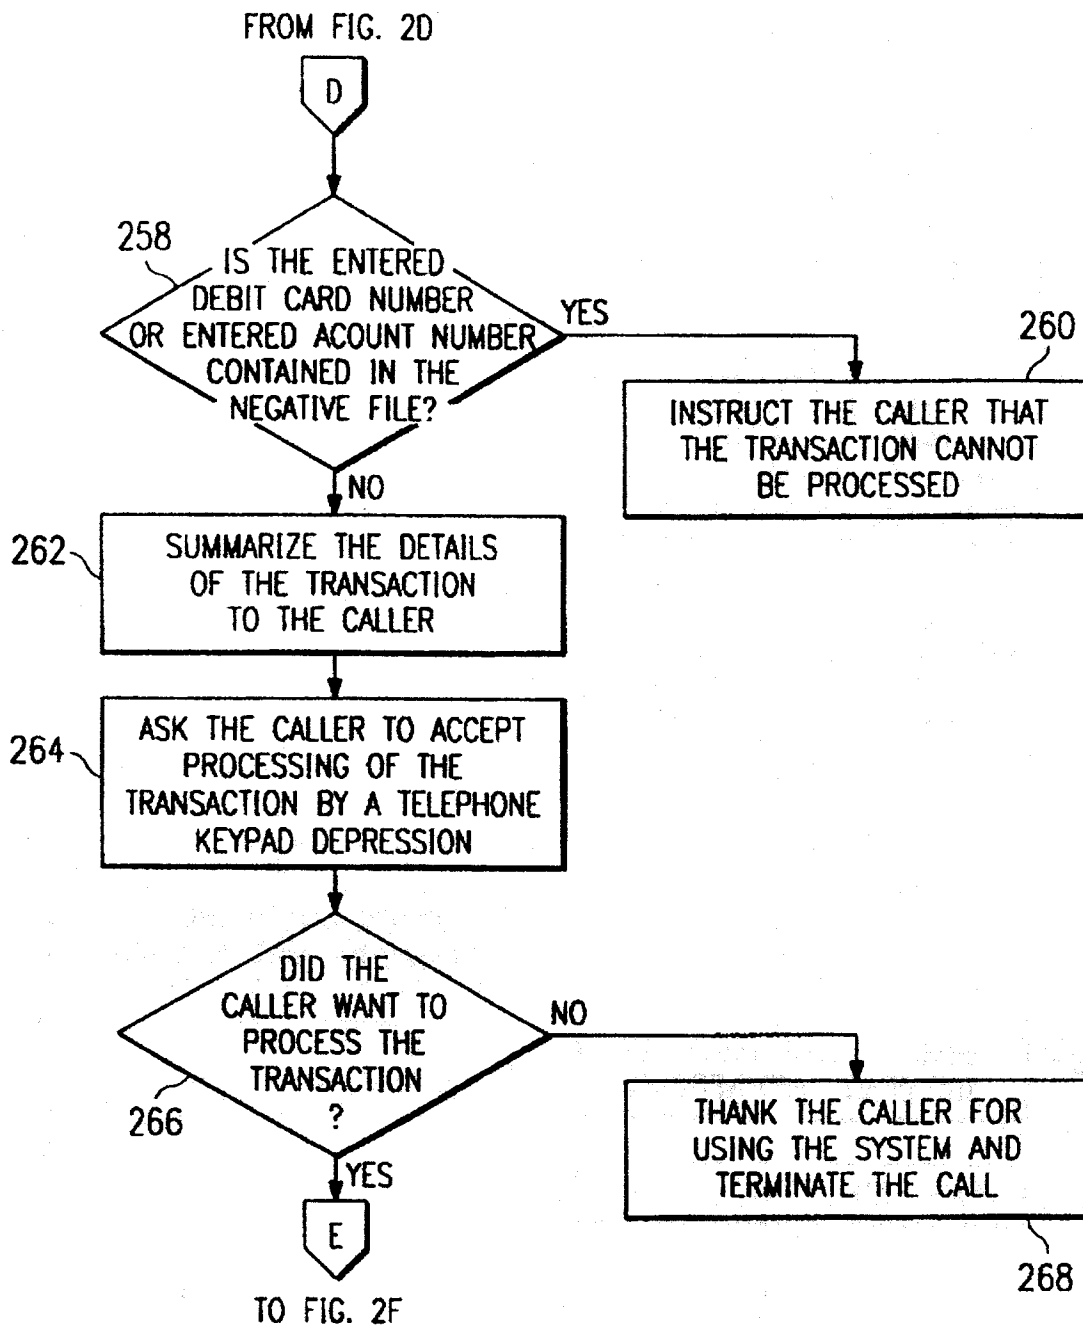 FROM FIG. 2D
D
258
IS THE ENTERED
DEBIT CARD NUMBER
OR ENTERED ACOUNT NUMBER
CONTAINED IN THE
NEGATIVE FILE?
YES
260
INSTRUCT THE CALLER THAT
THE TRANSACTION CANNOT
BE PROCESSED
NO
262
SUMMARIZE THE DETAILS
OF THE TRANSACTION
TO THE CALLER
264
ASK THE CALLER TO ACCEPT
PROCESSING OF THE
TRANSACTION BY A TELEPHONE
KEYPAD DEPRESSION
DID THE
CALLER WANT TO
PROCESS THE
TRANSACTION
?
266
NO
THANK THE CALLER FOR
USING THE SYSTEM AND
TERMINATE THE CALL
268
YES
E
TO FIG. 2F